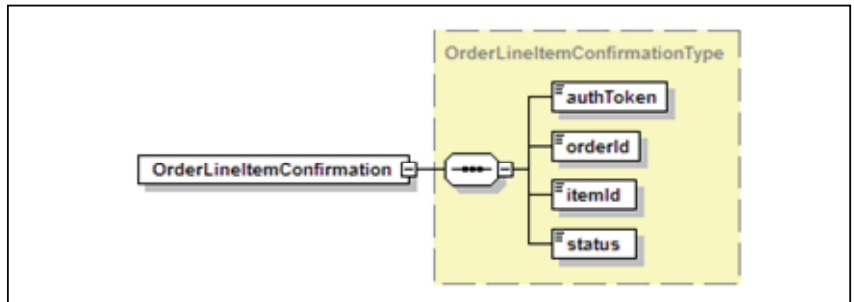 OrderLineItemConfirmationType
authToken
orderId
OrderLineItemConfirmation
itemId
status